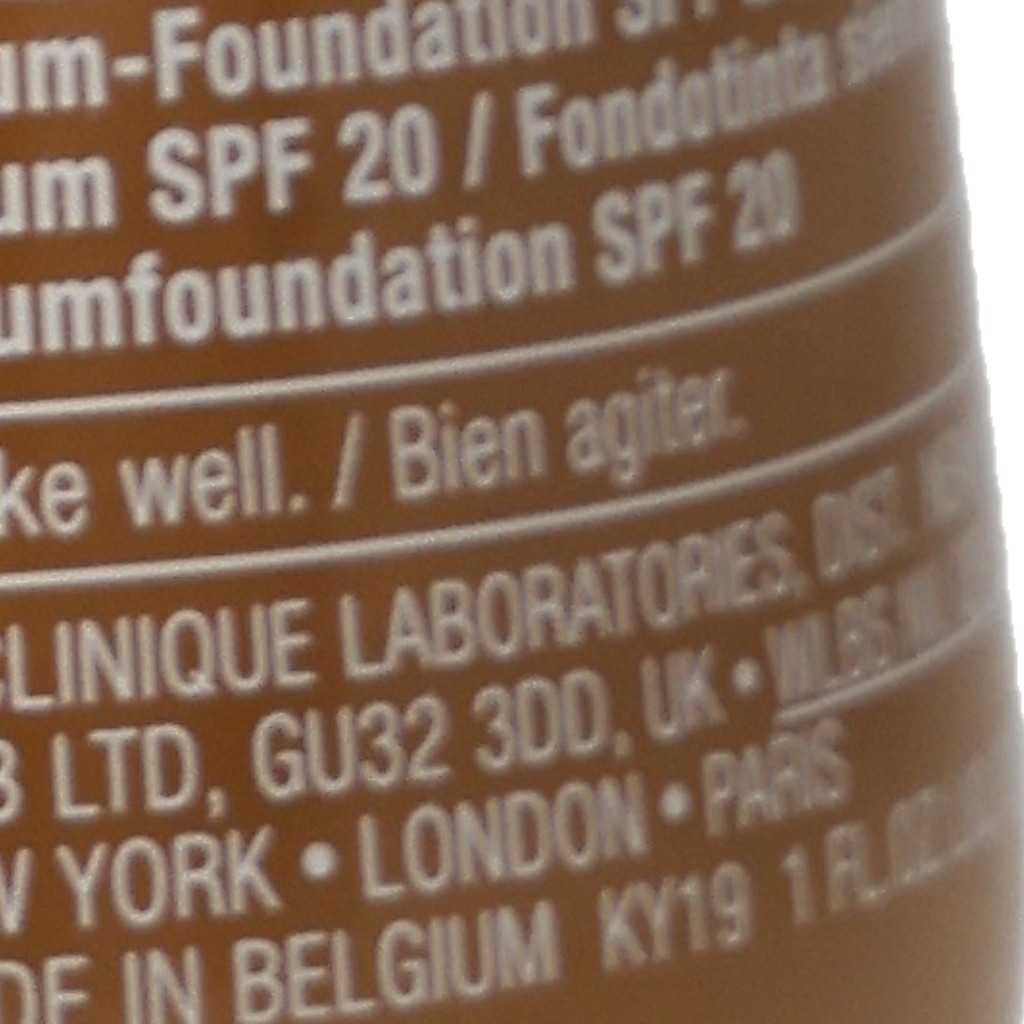 um-Foundation SPF
um SPF 20 / Fondotinta
umfoundation SPF 20
ke well. / Bien agiter.
CLINIQUE LABORATORIES, DIST.
B LTD, GU32 3DD, UK •
W YORK • LONDON • PARIS
DE IN BELGIUM KY19 1 FL.OZ.